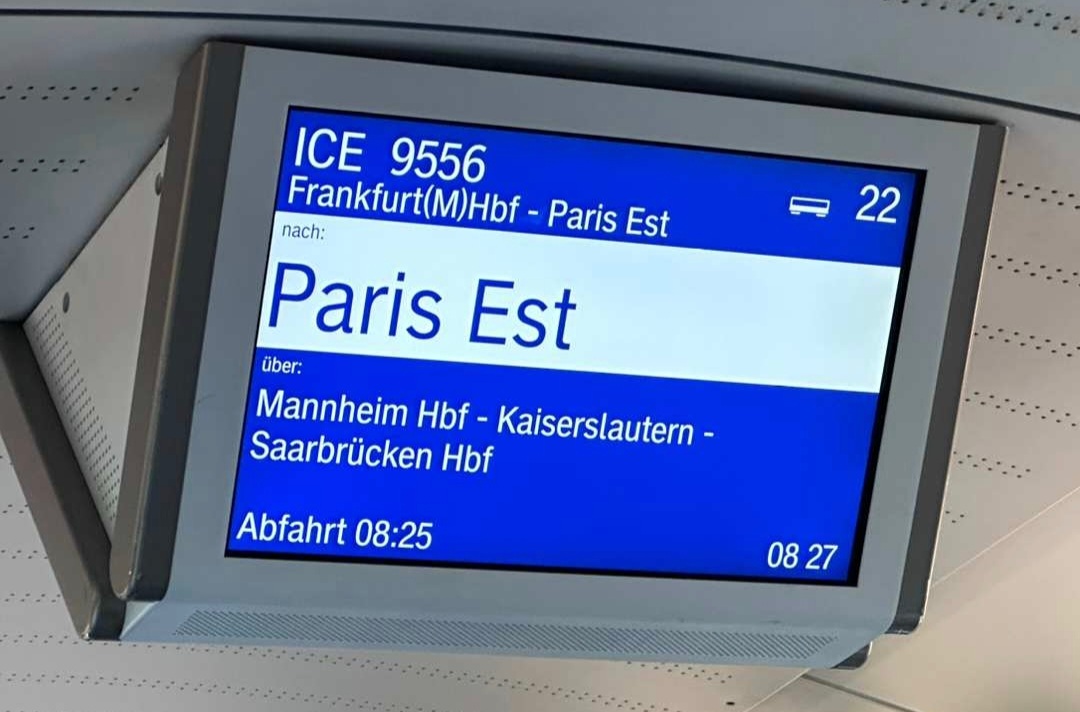 ICE 9556
22
Frankfurt(M)Hbf - Paris Est
nach:
Paris Est
über:
Mannheim Hbf - Kaiserslautern -
Saarbrücken Hbf
Abfahrt 08:25
08 27